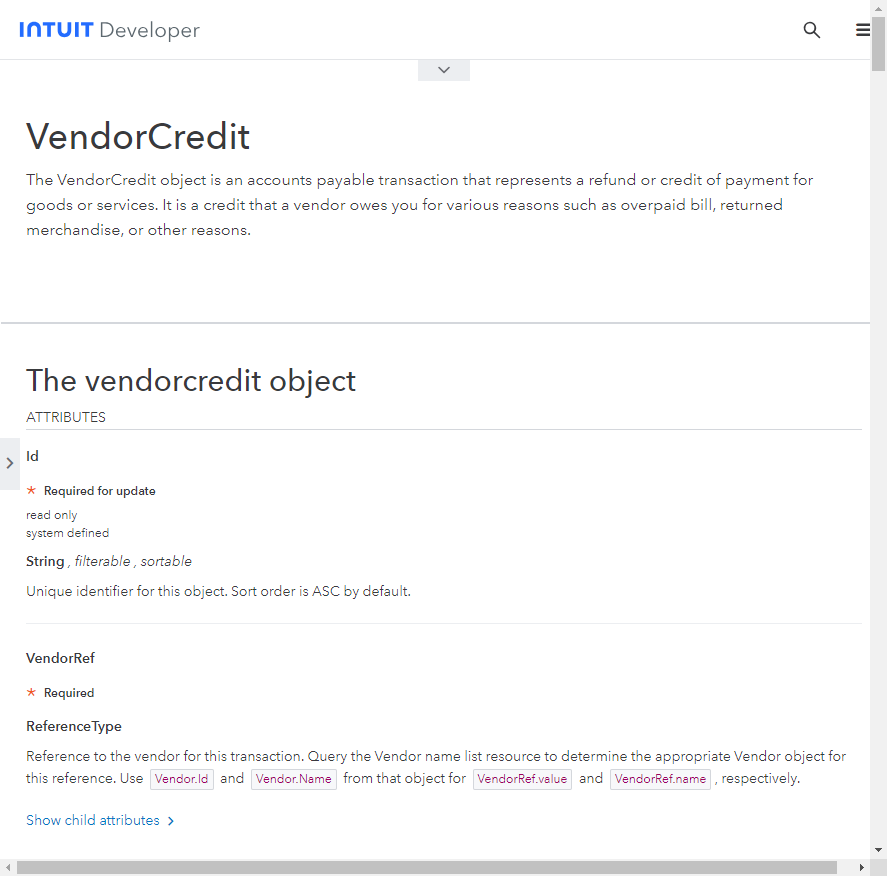 INTUIT Developer
VendorCredit
The VendorCredit object is an accounts payable transaction that represents a refund or credit of payment for
goods or services. It is a credit that a vendor owes you for various reasons such as overpaid bill, returned
merchandise, or other reasons.
The vendorcredit object
ATTRIBUTES
Id
* Required for update
read only
system defined
String , filterable , sortable
Unique identifier for this object. Sort order is ASC by default.
VendorRef
* Required
ReferenceType
Reference to the vendor for this transaction. Query the Vendor name list resource to determine the appropriate Vendor object for
this reference. Use Vendor.Id and Vendor.Name from that object for VendorRef.value and VendorRef.name , respectively.
Show child attributes